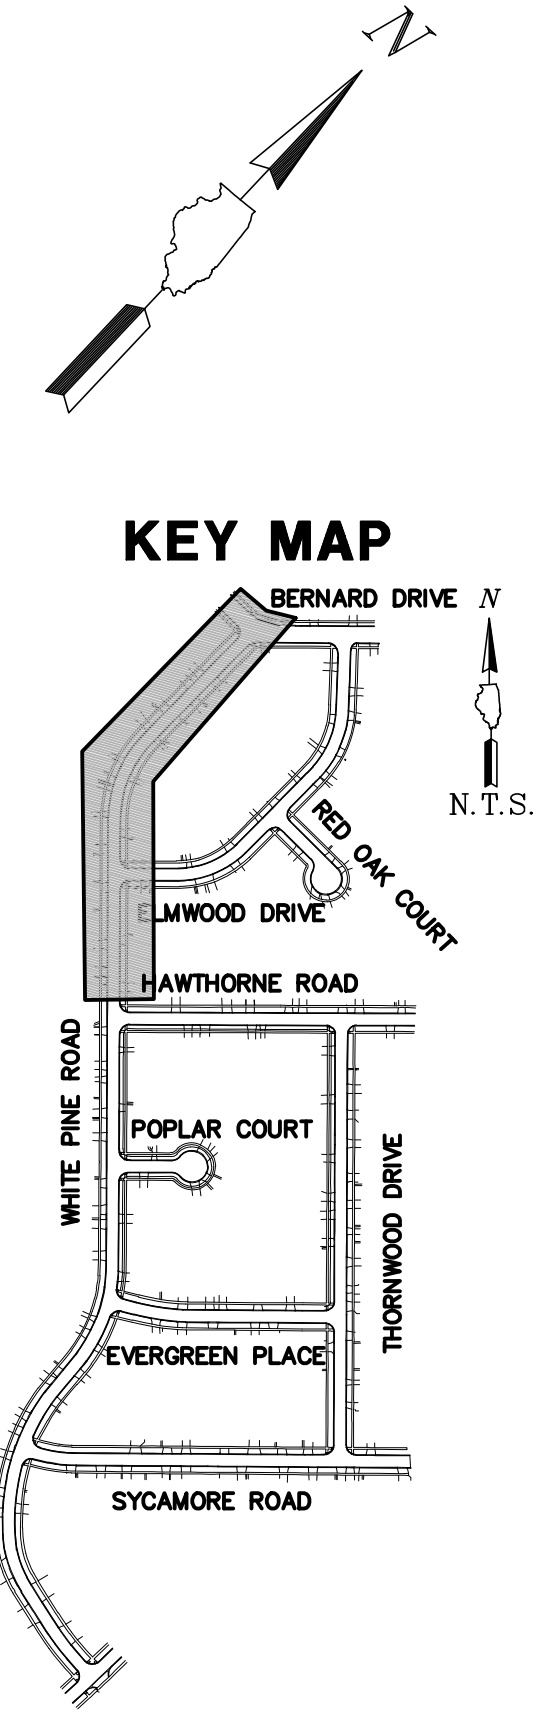 N
KEY MAP
BERNARD DRIVE
N
N.T.S.
RED OAK COURT
LMWOOD DRIVE
HAWTHORNE ROAD
WHITE PINE ROAD
POPLAR COURT
THORNWOOD DRIVE
EVERGREEN PLACE
SYCAMORE ROAD